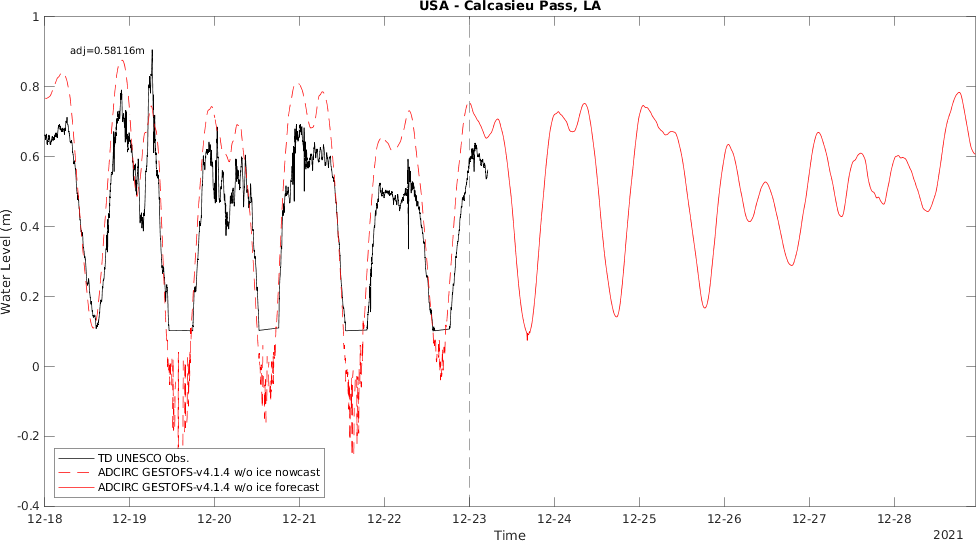 USA - Calcasieu Pass, LA
adj=0.58116m
1
0.8
0.6
0.4
0.2
0
-0.2
-0.4
Water Level (m)
TD UNESCO Obs.
ADCIRC GESTOFS-v4.1.4 w/o ice nowcast
ADCIRC GESTOFS-v4.1.4 w/o ice forecast
12-18 12-19 12-20 12-21 12-22 12-23 12-24 12-25 12-26 12-27 12-28
Time
2021